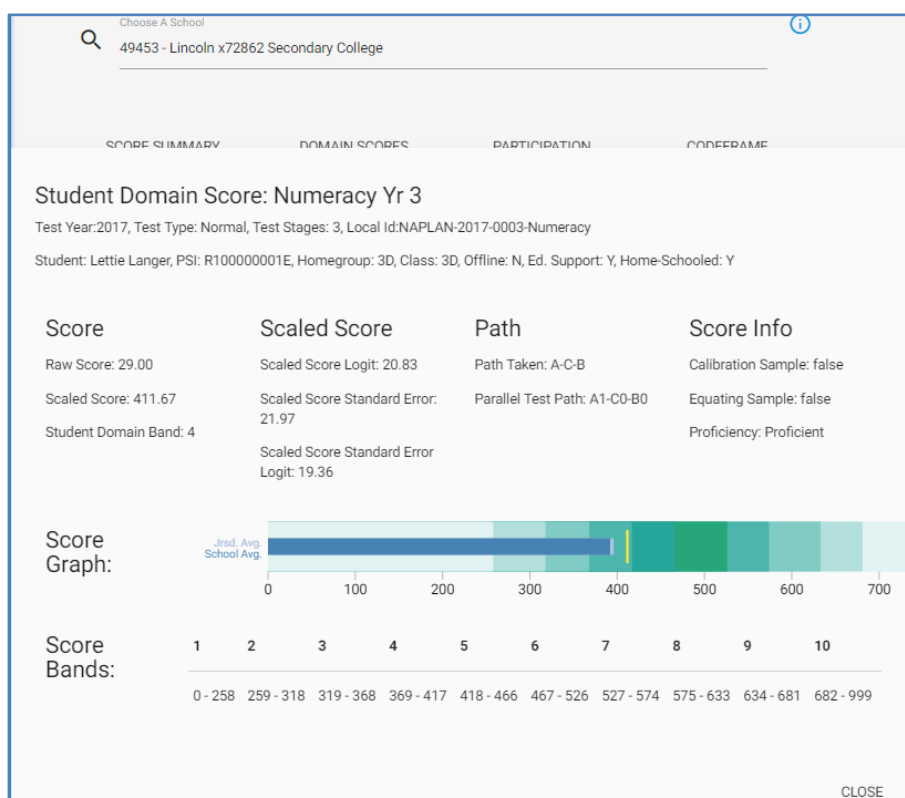 Choose A School
49453 - Lincoln x72862 Secondary College
SCORE SUMMARY DOMAIN SCORES PARTICIPATION CODEFRAME
Student Domain Score: Numeracy Yr 3
Test Year:2017, Test Type: Normal, Test Stages: 3, Local Id:NAPLAN-2017-0003-Numeracy
Student: Lettie Langer, PSI: R100000001E, Homegroup: 3D, Class: 3D, Offline: N, Ed. Support: Y, Home-Schooled: Y
Score
Raw Score: 29.00
Scaled Score: 411.67
Student Domain Band: 4
Scaled Score
Scaled Score Logit: 20.83
Scaled Score Standard Error:
21.97
Scaled Score Standard Error
Logit: 19.36
Path
Path Taken: A-C-B
Parallel Test Path: A1-C0-B0
Score Info
Calibration Sample: false
Equating Sample: false
Proficiency: Proficient
Score
Graph:
Jrsd. Avg.
School Avg.
0 100 200 300 400 500 600 700
Score
Bands:
1 2 3 4 5 6 7 8 9 10
0 - 258 259 - 318 319 - 368 369 - 417 418 - 466 467 - 526 527 - 574 575 - 633 634 - 681 682 - 999
CLOSE